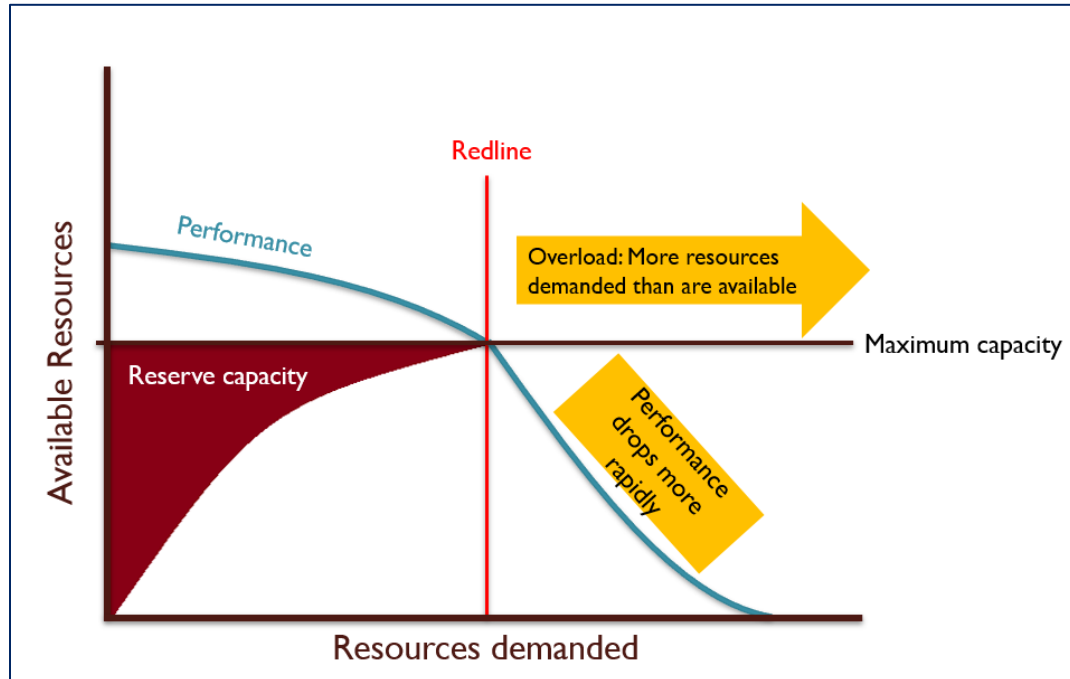 Redline
Performance
Overload: More resources
demanded than are available
Maximum capacity
Reserve capacity
Performance
drops more
rapidly
Available Resources
Resources demanded